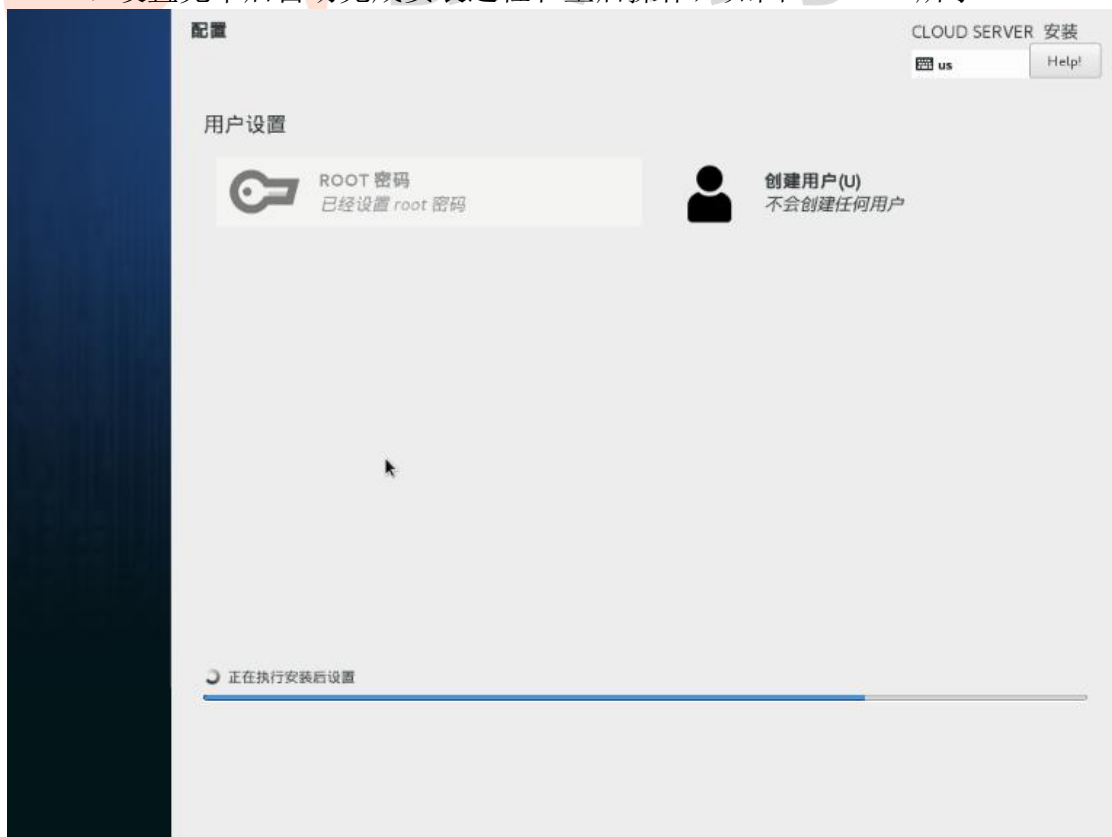 配置
CLOUD SERVER 安装
us
Help!
用户设置
ROOT 密码
已经设置 root 密码
创建用户(U)
不会创建任何用户
正在执行安装后设置